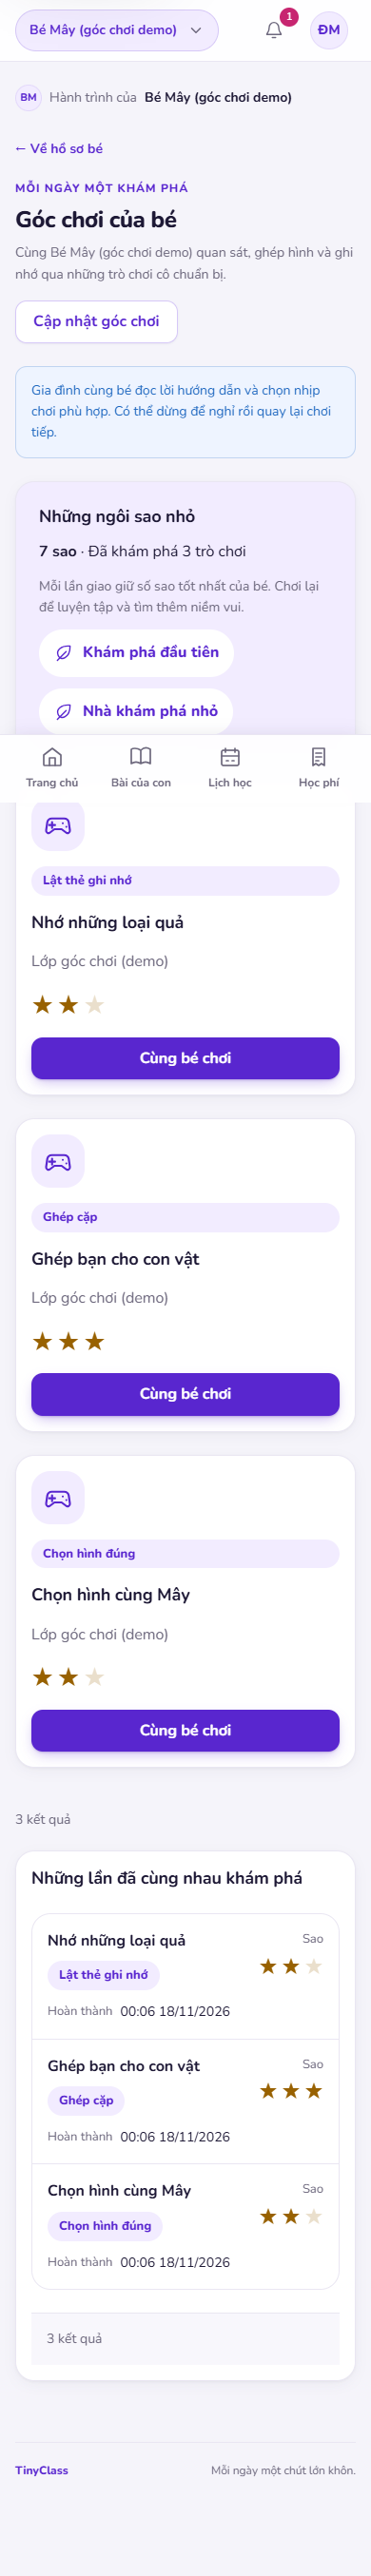 Bé Mây (góc chơi demo)
1
ĐM
BM Hành trình của Bé Mây (góc chơi demo)
← Về hồ sơ bé
MỖI NGÀY MỘT KHÁM PHÁ
Góc chơi của bé
Cùng Bé Mây (góc chơi demo) quan sát, ghép hình và ghi
nhớ qua những trò chơi cô chuẩn bị.
Cập nhật góc chơi
Gia đình cùng bé đọc lời hướng dẫn và chọn nhịp
chơi phù hợp. Có thể dừng để nghỉ rồi quay lại chơi
tiếp.
Những ngôi sao nhỏ
7 sao · Đã khám phá 3 trò chơi
Mỗi lần giao giữ số sao tốt nhất của bé. Chơi lại
để luyện tập và tìm thêm niềm vui.
Khám phá đầu tiên
Nhà khám phá nhỏ
Trang chủ
Bài của con
Lịch học
Học phí
Lật thẻ ghi nhớ
Nhớ những loại quả
Lớp góc chơi (demo)
Cùng bé chơi
Ghép cặp
Ghép bạn cho con vật
Lớp góc chơi (demo)
Cùng bé chơi
Chọn hình đúng
Chọn hình cùng Mây
Lớp góc chơi (demo)
Cùng bé chơi
3 kết quả
Những lần đã cùng nhau khám phá
Nhớ những loại quả
Sao
Lật thẻ ghi nhớ
Hoàn thành 00:06 18/11/2026
Ghép bạn cho con vật
Sao
Ghép cặp
Hoàn thành 00:06 18/11/2026
Chọn hình cùng Mây
Sao
Chọn hình đúng
Hoàn thành 00:06 18/11/2026
3 kết quả
TinyClass
Mỗi ngày một chút lớn khôn.